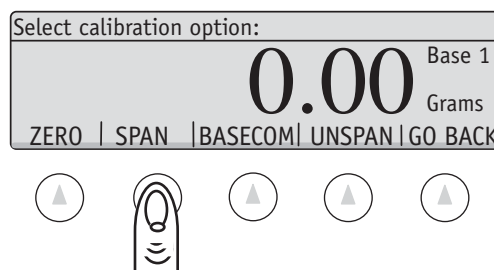 Select calibration option:
0.00 Base 1
Grams
ZERO | SPAN |BASECOM| UNSPAN | GO BACK